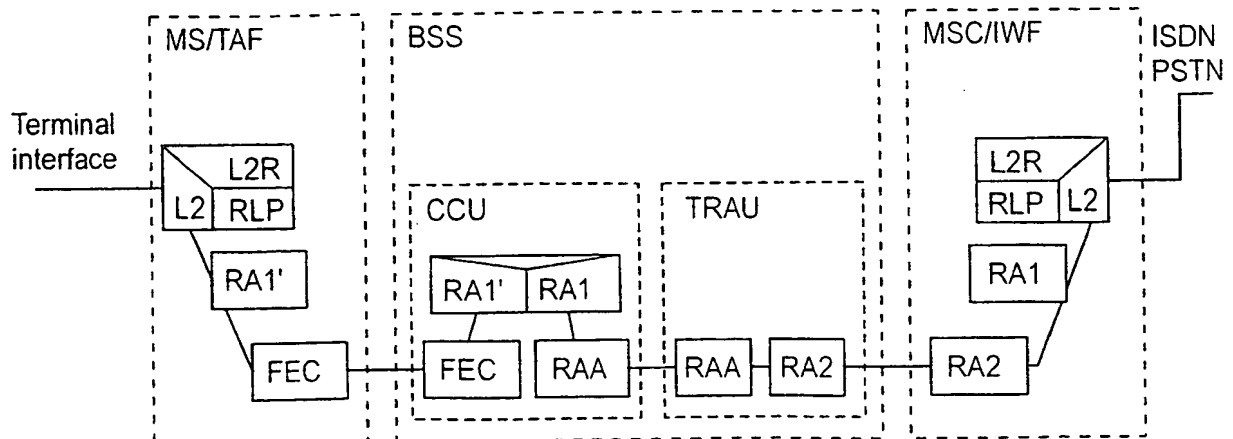 MS/TAF
BSS
MSC/IWF
ISDN
PSTN
Terminal
interface
L2R
L2
RLP
RA1'
FEC
CCU
RA1'
RA1
FEC
RAA
TRAU
RAA
RA2
L2R
RLP
L2
RA1
RA2